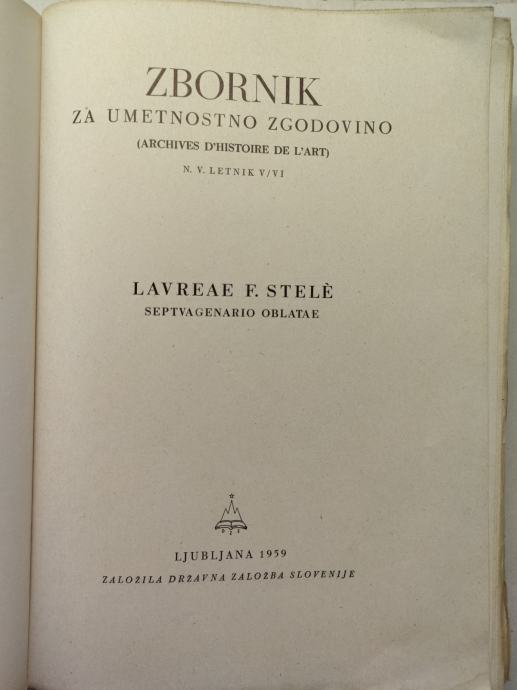 ZBORNIK
ZA UMETNOSTNO ZGODOVINO
(ARCHIVES D'HISTOIRE DE L'ART)
N. V. LETNIK V/VI
LAVREAE F. STELÈ
SEPTVAGENARIO OBLATAE
D Z S
LJUBLJANA 1959
ZALOŽILA DRŽAVNA ZALOŽBA SLOVENIJE